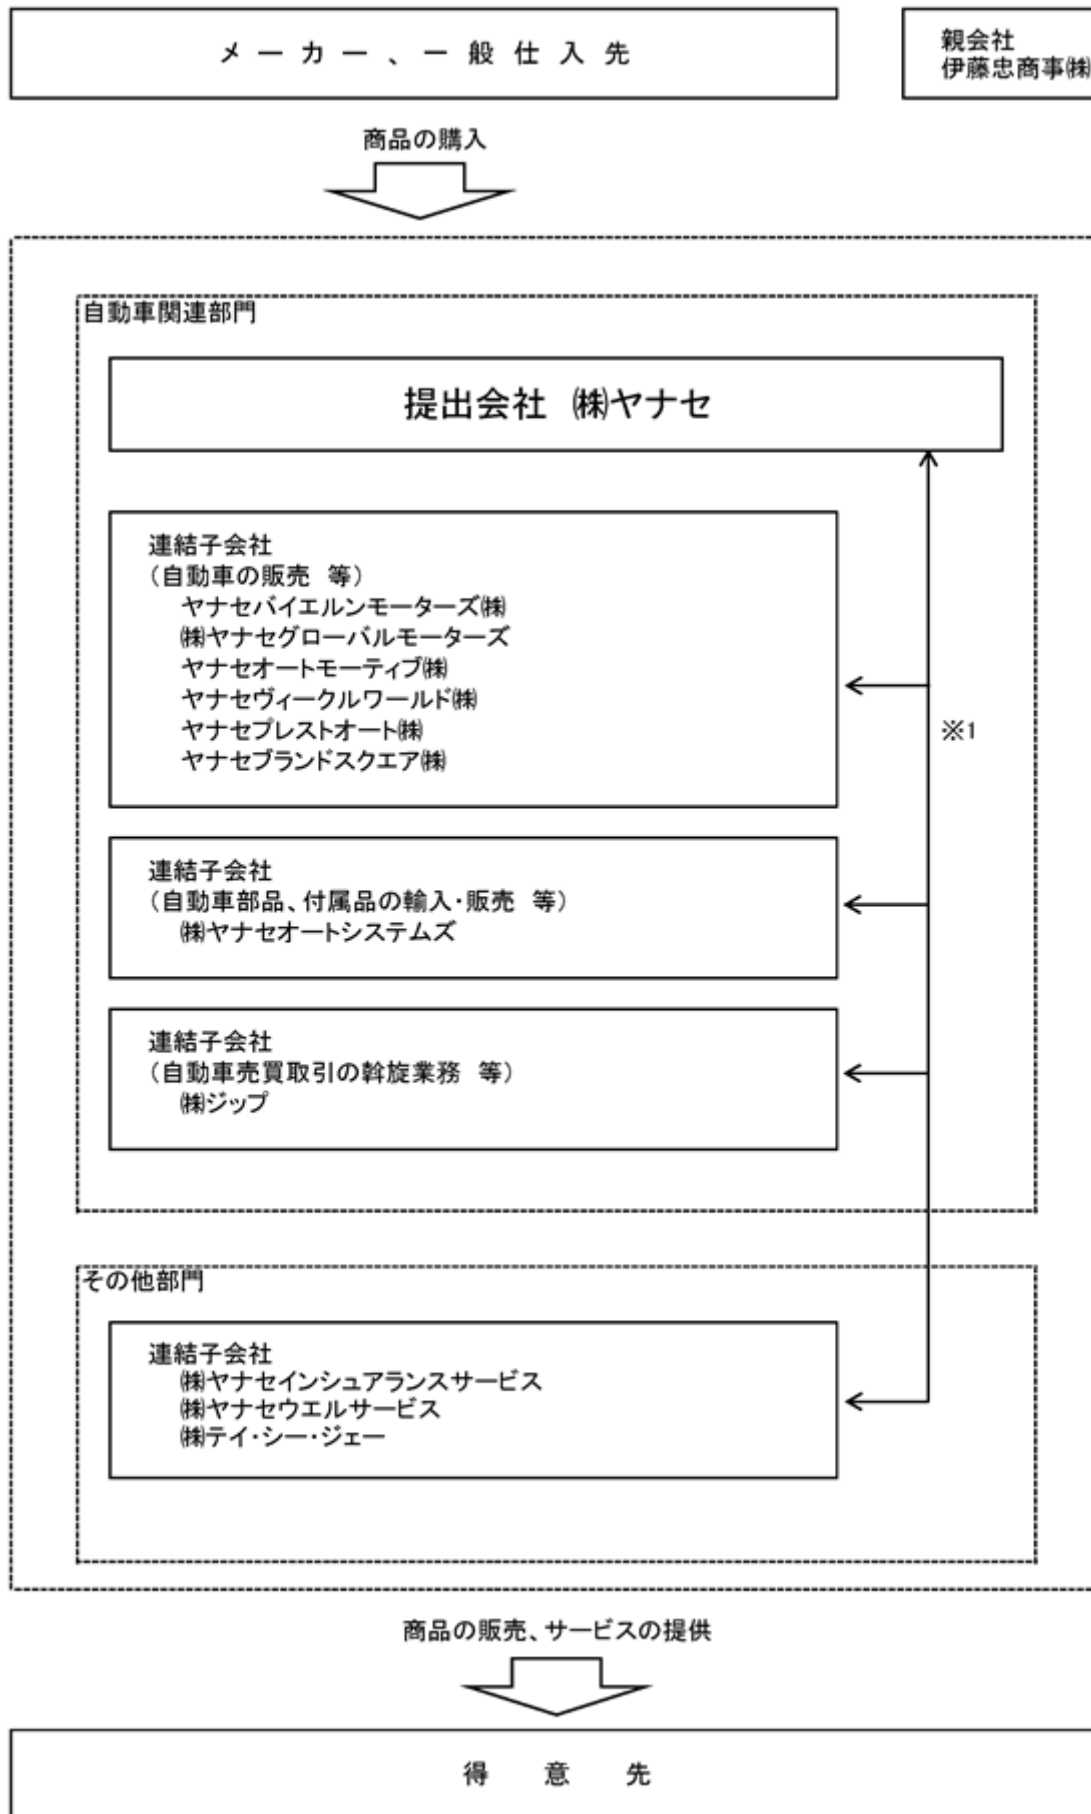 メーカー、一般仕入先
親会社
伊藤忠商事㈱
商品の購入
自動車関連部門
提出会社　㈱ヤナセ
連結子会社
（自動車の販売　等）
ヤナセバイエルンモーターズ㈱
㈱ヤナセグローバルモーターズ
ヤナセオートモーティブ㈱
ヤナセヴィークルワールド㈱
ヤナセプレストオート㈱
ヤナセブランドスクエア㈱
※1
連結子会社
（自動車部品、付属品の輸入・販売　等）
㈱ヤナセオートシステムズ
連結子会社
（自動車売買取引の斡旋業務　等）
㈱ジップ
その他部門
連結子会社
㈱ヤナセインシュアランスサービス
㈱ヤナセウエルサービス
㈱テイ・シー・ジェー
商品の販売、サービスの提供
得　意　先